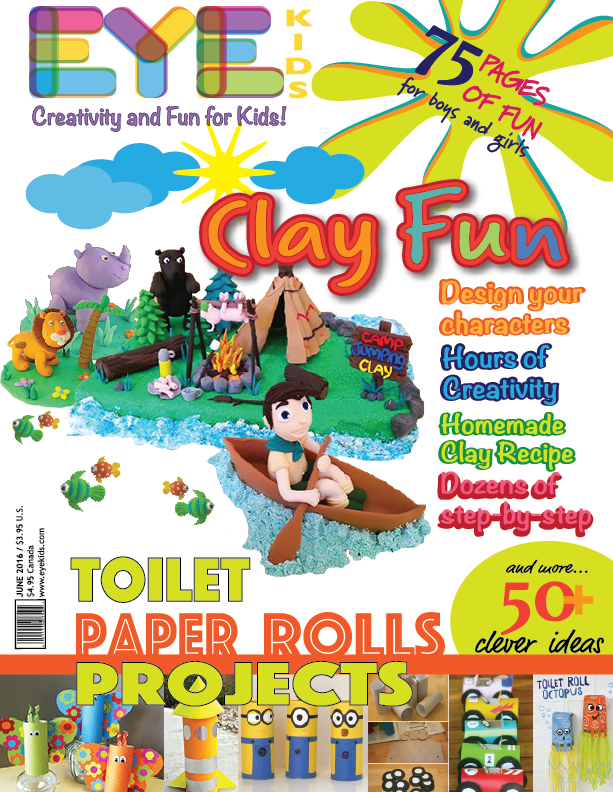 EYE
KIDS
Creativity and Fun for Kids!
75 PAGES
OF FUN
for boys and girls
Clay Fun
CAMP
JUMPING
CLAY
Design your
characters
Hours of
Creativity
Homemade
Clay Recipe
Dozens of
step-by-step
JUNE 2016 / $3.95 U.S.
$4.95 Canada
www.eyekids.com
TOILET
PAPER ROLLS
PROJECTS
and more...
50+
clever ideas
TOILET ROLL
OCTOPUS
2